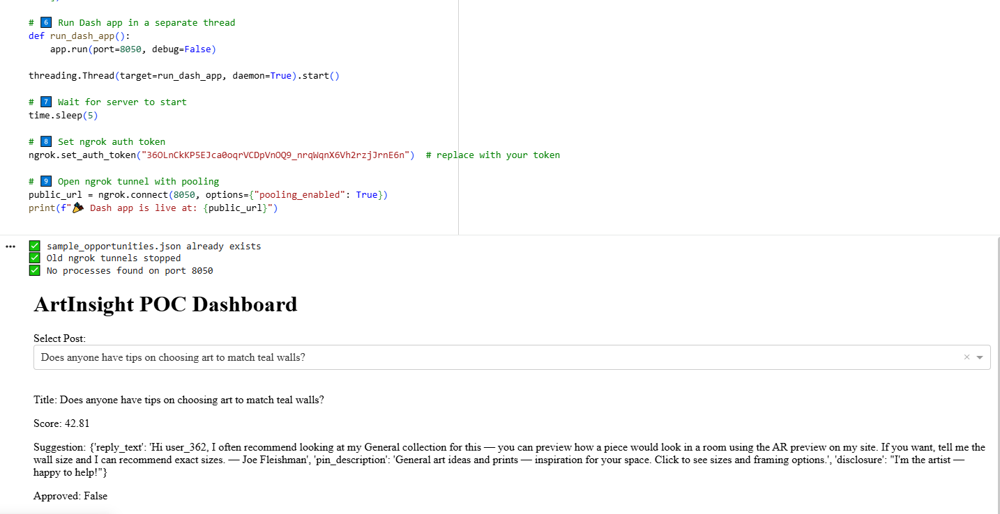 # 6️⃣ Run Dash app in a separate thread
def run_dash_app():
    app.run(port=8050, debug=False)
threading.Thread(target=run_dash_app, daemon=True).start()
# 7️⃣ Wait for server to start
time.sleep(5)
# 8️⃣ Set ngrok auth token
ngrok.set_auth_token("36OLnCkKP5EJca0oqrVCDpVnOQ9_nrqWqnX6Vh2rzjJrnE6n")  # replace with your token
# 9️⃣ Open ngrok tunnel with pooling
public_url = ngrok.connect(8050, options={"pooling_enabled": True})
print(f"🎉 Dash app is live at: {public_url}")
✅ sample_opportunities.json already exists
✅ Old ngrok tunnels stopped
✅ No processes found on port 8050
ArtInsight POC Dashboard
Select Post:
Does anyone have tips on choosing art to match teal walls?
Title: Does anyone have tips on choosing art to match teal walls?
Score: 42.81
Suggestion: {'reply_text': 'Hi user_362, I often recommend looking at my General collection for this — you can preview how a piece would look in a room using the AR preview on my site. If you want, tell me the
wall size and I can recommend exact sizes. — Joe Fleishman', 'pin_description': 'General art ideas and prints — inspiration for your space. Click to see sizes and framing options.', 'disclosure': "I'm the artist —
happy to help!"}
Approved: False